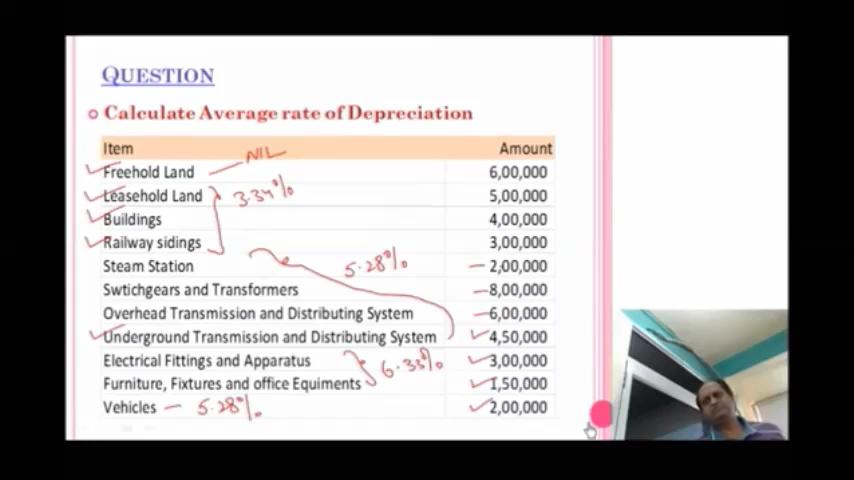 QUESTION
Calculate Average rate of Depreciation
Item Amount
Freehold Land NIL 6,00,000
Leasehold Land 3.34% 5,00,000
Buildings 4,00,000
Railway sidings 3,00,000
Steam Station 5.28% 2,00,000
Swtichgears and Transformers 8,00,000
Overhead Transmission and Distributing System 6,00,000
Underground Transmission and Distributing System 4,50,000
Electrical Fittings and Apparatus 6.33% 3,00,000
Furniture, Fixtures and office Equiments 1,50,000
Vehicles 5.28% 2,00,000